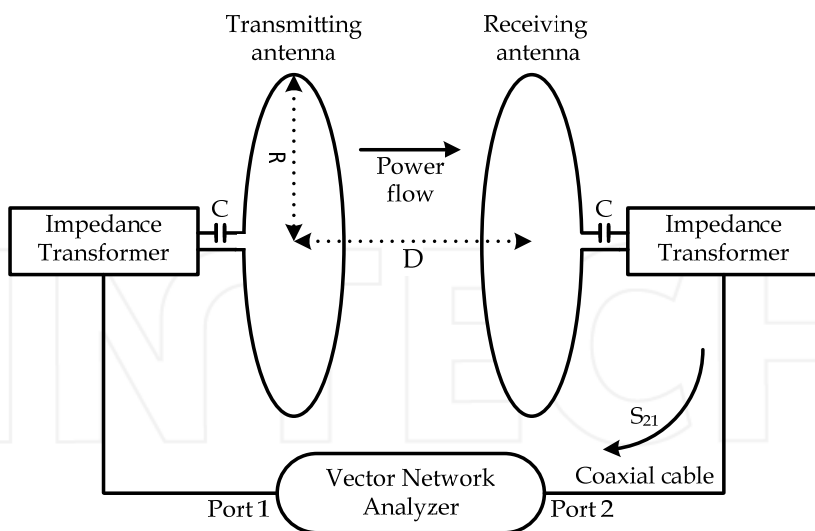 Transmitting
antenna
Receiving
antenna
R
Power
flow
D
C
Impedance
Transformer
C
Impedance
Transformer
S21
Coaxial cable
Vector Network
Analyzer
Port 1
Port 2
INTECH